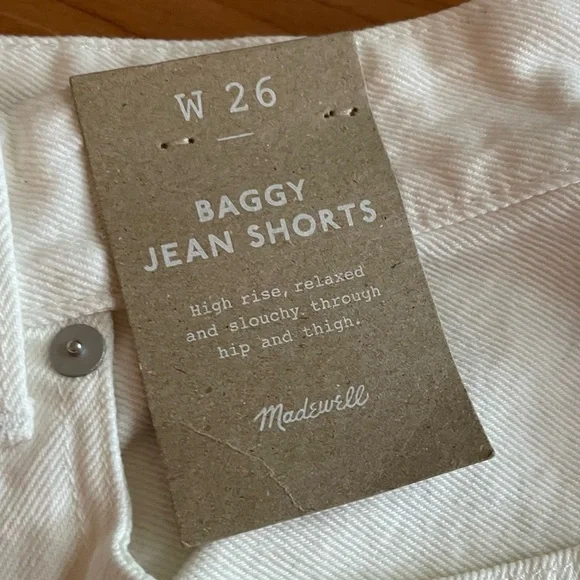 W 26
BAGGY
JEAN SHORTS
High rise, relaxed
and slouchy through
hip and thigh.
Madewell